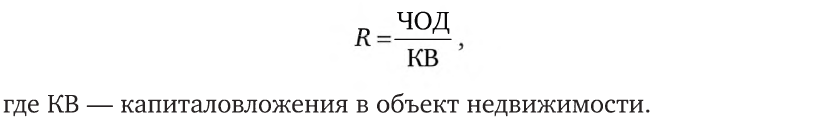 R = ЧОД / КВ ,
где КВ — капиталовложения в объект недвижимости.